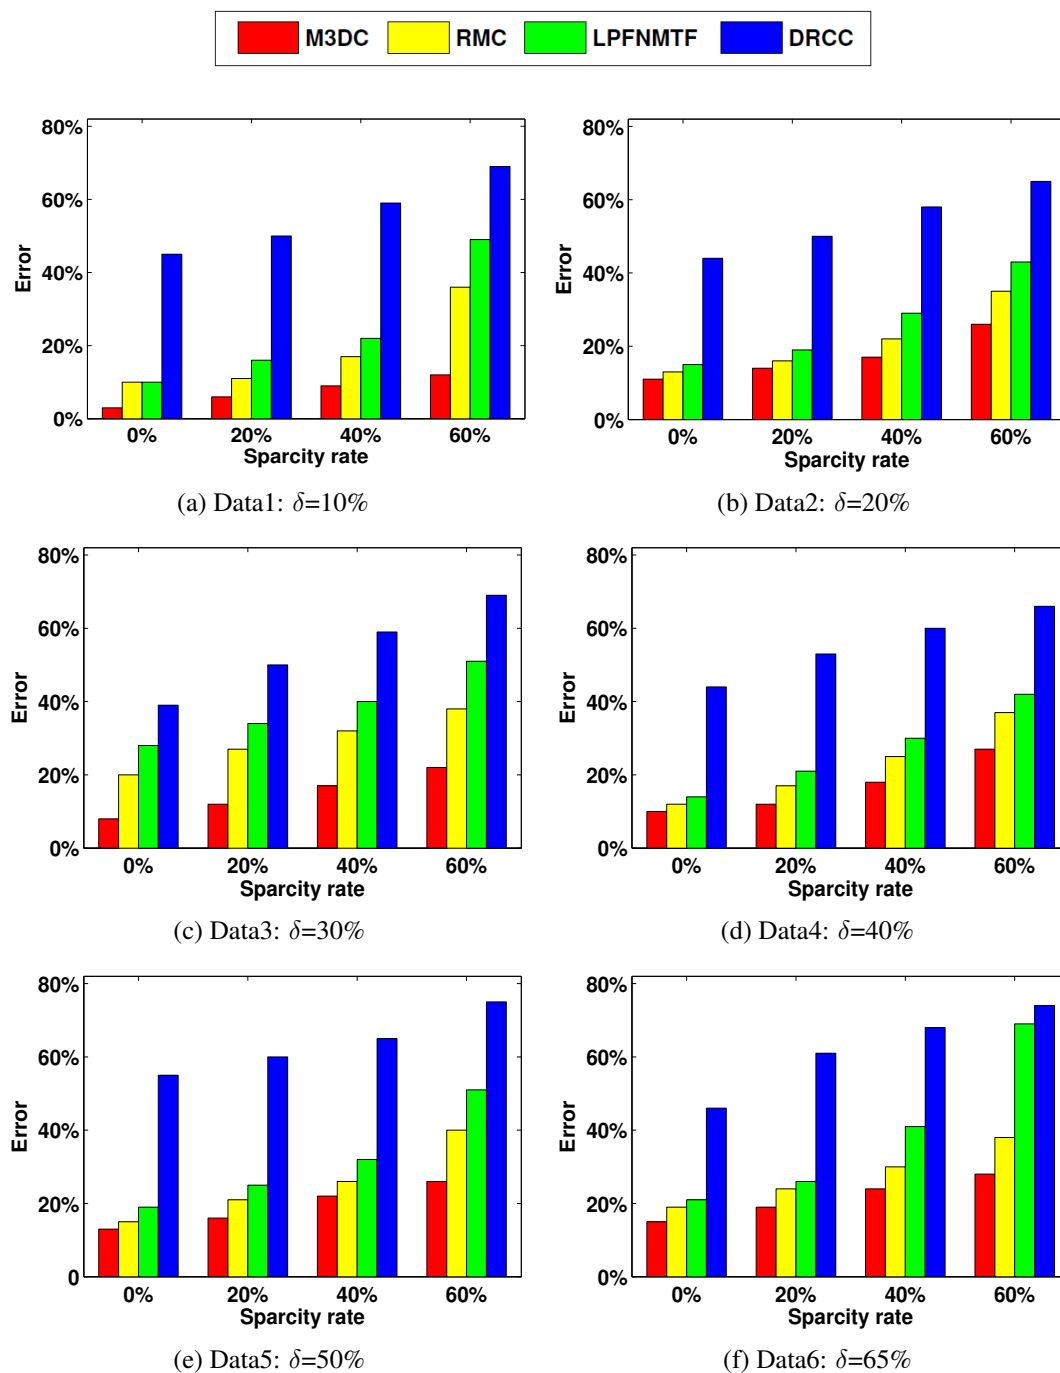 M3DC RMC LPFNMTF DRCC
80%
60%
40%
20%
0%
Error
0% 20% 40% 60%
Sparcity rate
(a) Data1: δ=10%
80%
60%
40%
20%
0%
Error
0% 20% 40% 60%
Sparcity rate
(b) Data2: δ=20%
80%
60%
40%
20%
0%
Error
0% 20% 40% 60%
Sparcity rate
(c) Data3: δ=30%
80%
60%
40%
20%
0%
Error
0% 20% 40% 60%
Sparcity rate
(d) Data4: δ=40%
80%
60%
40%
20%
0
Error
0% 20% 40% 60%
Sparcity rate
(e) Data5: δ=50%
80%
60%
40%
20%
0%
Error
0% 20% 40% 60%
Sparcity rate
(f) Data6: δ=65%